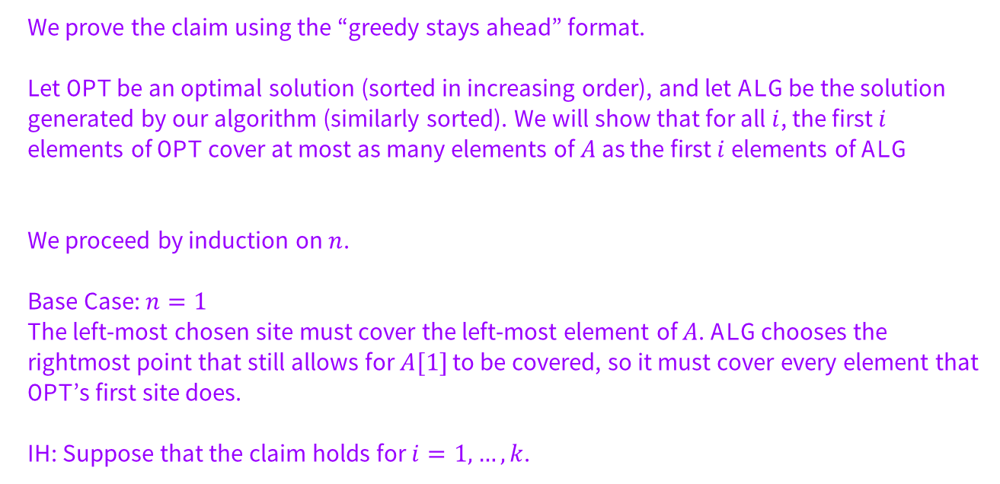 We prove the claim using the “greedy stays ahead” format.
Let OPT be an optimal solution (sorted in increasing order), and let ALG be the solution
generated by our algorithm (similarly sorted). We will show that for all i, the first i
elements of OPT cover at most as many elements of A as the first i elements of ALG
We proceed by induction on n.
Base Case: n = 1
The left-most chosen site must cover the left-most element of A. ALG chooses the
rightmost point that still allows for A[1] to be covered, so it must cover every element that
OPT’s first site does.
IH: Suppose that the claim holds for i = 1, … , k.